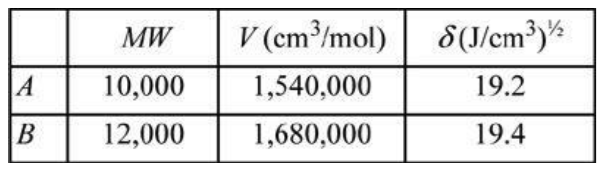 MW V (cm³/mol) δ (J/cm³)^½
A 10,000 1,540,000 19.2
B 12,000 1,680,000 19.4